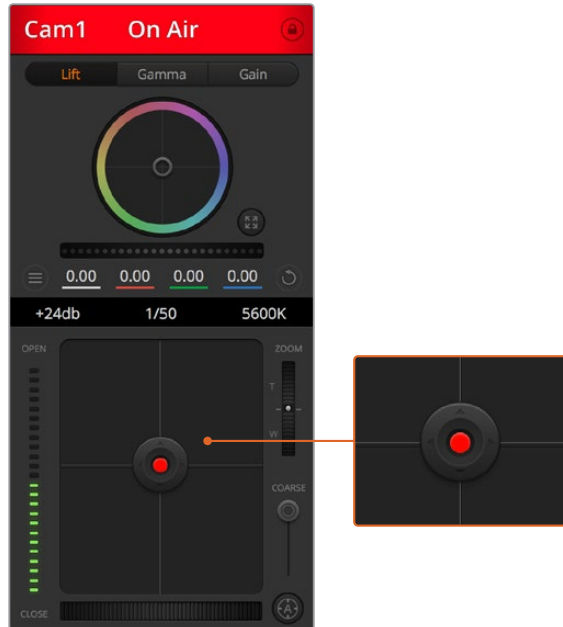 Cam1 On Air
Lift Gamma Gain
0.00 0.00 0.00 0.00
+24db 1/50 5600K
OPEN ZOOM
T
W
COARSE
A
CLOSE